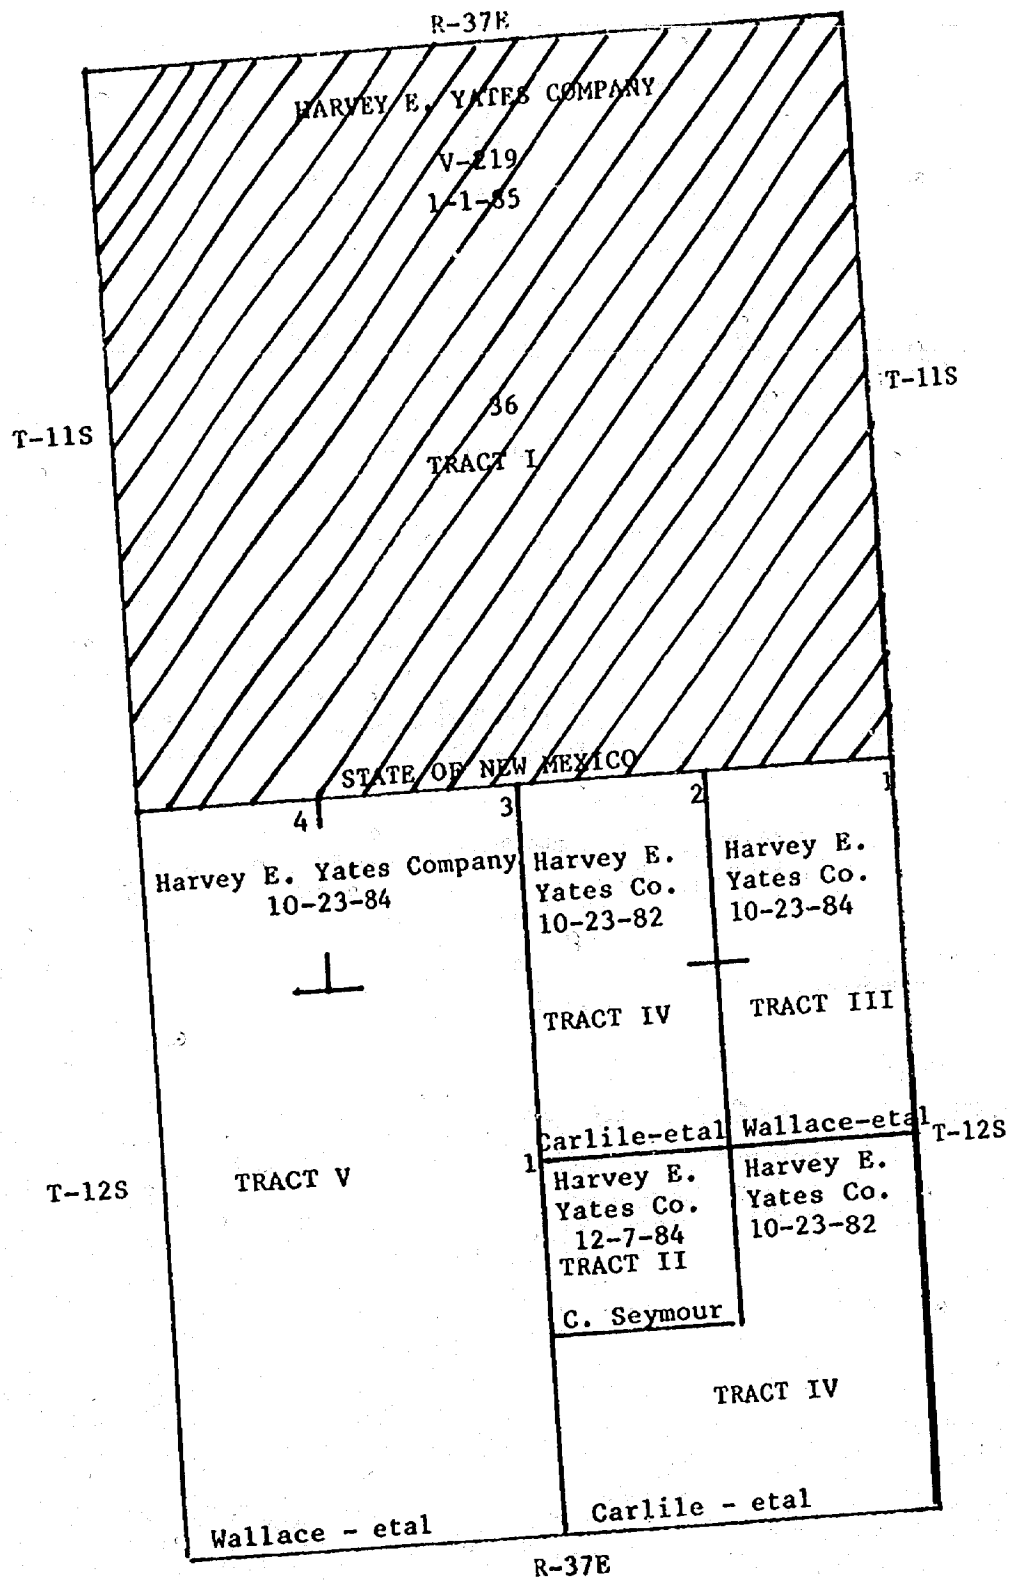 R-37E
HARVEY E. YATES COMPANY
V-219
1-1-85
T-11S
T-11S
36
TRACT I
STATE OF NEW MEXICO
4
3
2
1
Harvey E. Yates Company
10-23-84
Harvey E.
Yates Co.
10-23-82
Harvey E.
Yates Co.
10-23-84
TRACT IV
TRACT III
Carlile-etal
Wallace-etal
T-12S
1
T-12S
TRACT V
Harvey E.
Yates Co.
12-7-84
TRACT II
C. Seymour
Harvey E.
Yates Co.
10-23-82
TRACT IV
Wallace - etal
Carlile - etal
R-37E